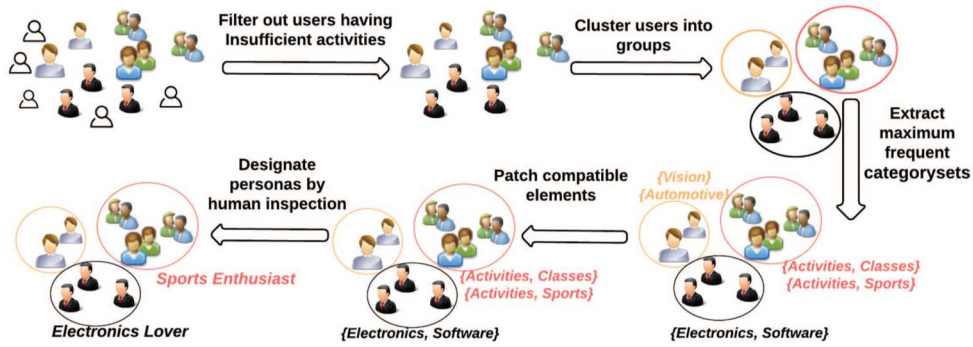 Filter out users having
Insufficient activities
Cluster users into
groups
Extract
maximum
frequent
categorysets
{Vision}
{Automotive}
{Activities, Classes}
{Activities, Sports}
{Electronics, Software}
Patch compatible
elements
{Activities, Classes}
{Activities, Sports}
{Electronics, Software}
Designate
personas by
human inspection
Sports Enthusiast
Electronics Lover